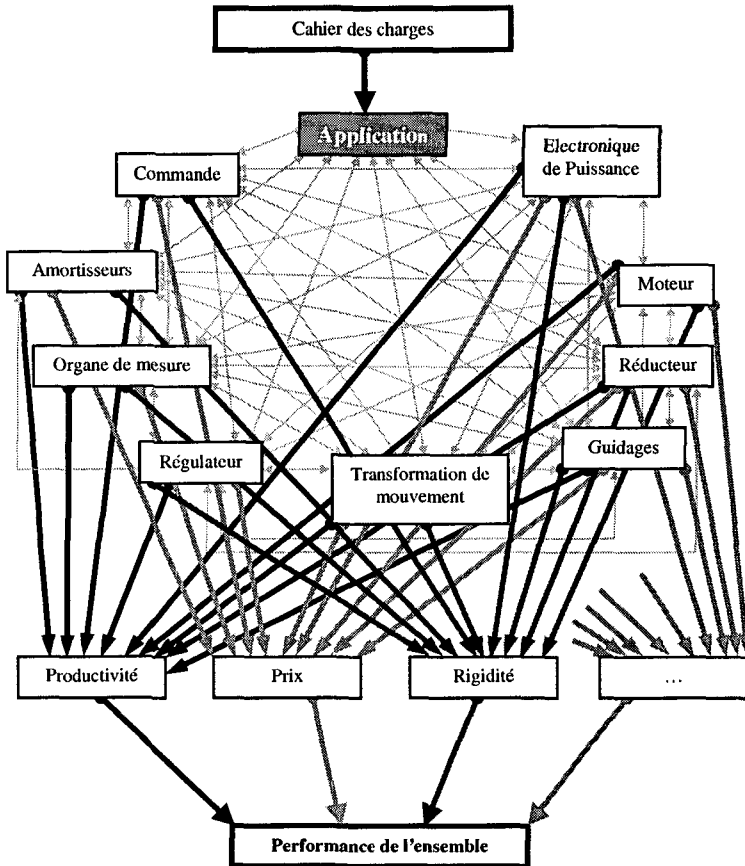 Cahier des charges
Application
Electronique
de Puissance
Commande
Amortisseurs
Moteur
Organe de mesure
Réducteur
Régulateur
Guidages
Transformation de
mouvement
Productivité
Prix
Rigidité
...
Performance de l'ensemble